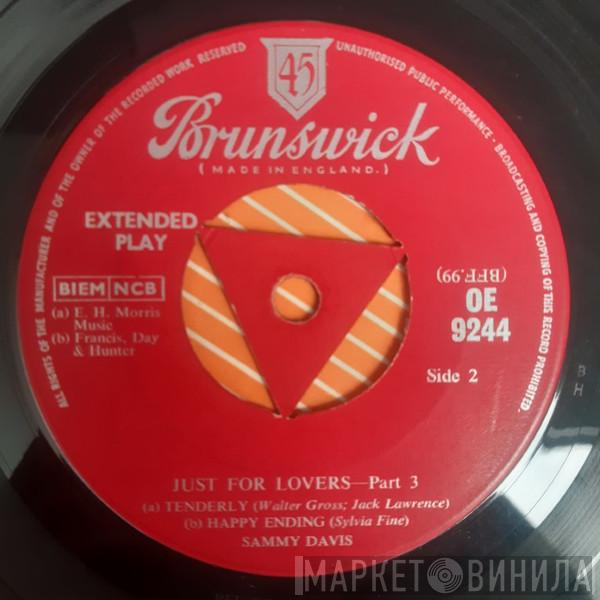 ALL RIGHTS OF THE MANUFACTURER AND OF THE OWNER OF THE RECORDED WORK RESERVED
UNAUTHORISED PUBLIC PERFORMANCE · BROADCASTING AND COPYING OF THIS RECORD PROHIBITED.
45
Brunswick
( MADE IN ENGLAND. )
EXTENDED
PLAY
BIEM NCB
(a) E. H. Morris
Music
(b) Francis, Day
& Hunter
(BFF.99)
OE
9244
Side 2
B
H
JUST FOR LOVERS—Part 3
(a) TENDERLY (Walter Gross; Jack Lawrence)
(b) HAPPY ENDING (Sylvia Fine)
SAMMY DAVIS
МАРКЕТ ВИНИЛА